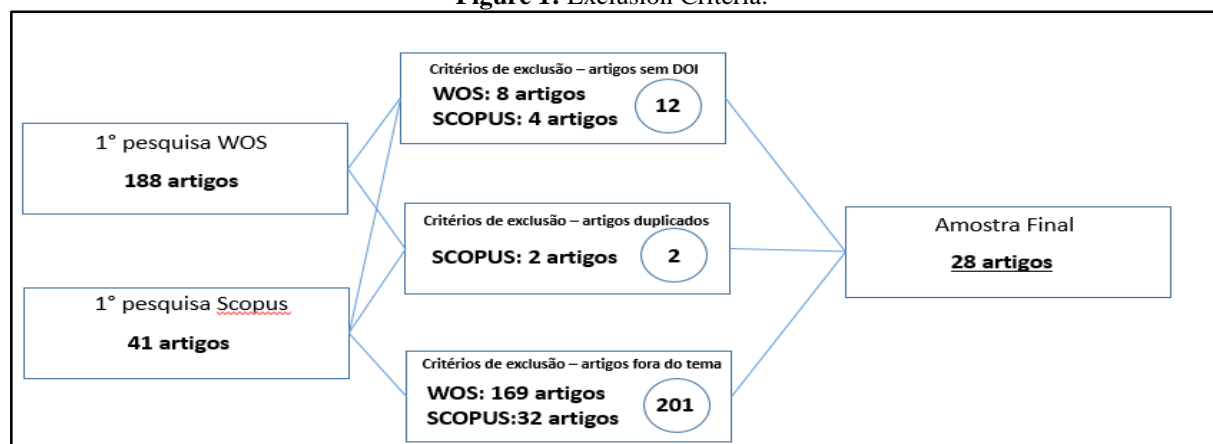 Figure 1: Exclusion Criteria.
Critérios de exclusão – artigos sem DOI
WOS: 8 artigos
SCOPUS: 4 artigos
12
1° pesquisa WOS
188 artigos
Critérios de exclusão – artigos duplicados
SCOPUS: 2 artigos
2
Amostra Final
28 artigos
1° pesquisa Scopus
41 artigos
Critérios de exclusão – artigos fora do tema
WOS: 169 artigos
SCOPUS:32 artigos
201